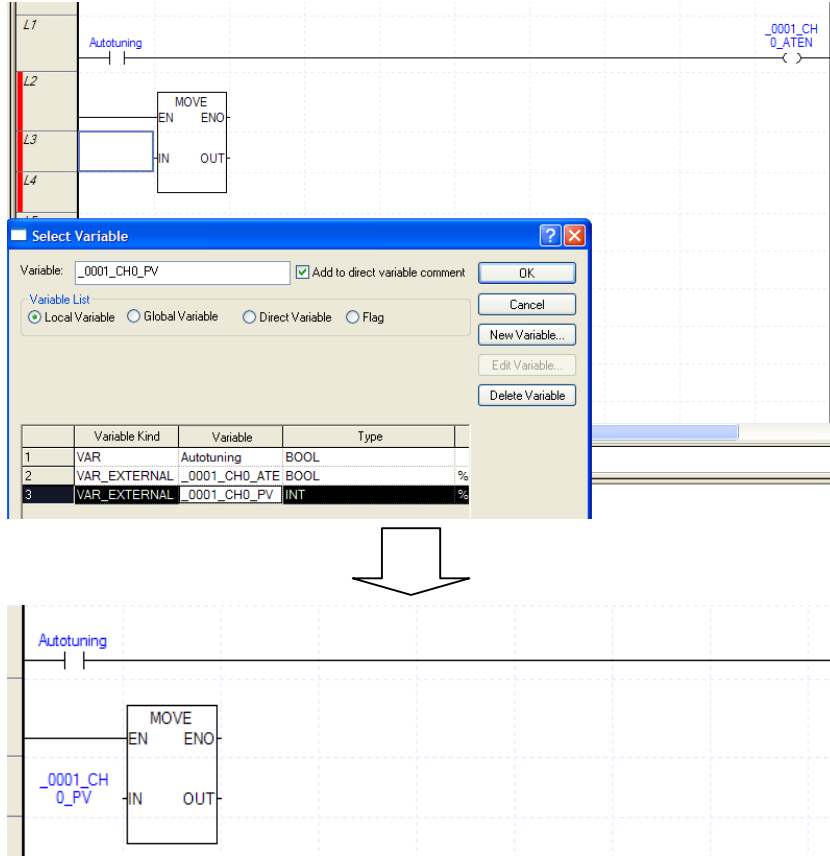 L1
Autotuning
_0001_CH
0_ATEN
L2
MOVE
EN ENO
L3
IN OUT
L4
Select Variable
Variable: _0001_CH0_PV Add to direct variable comment OK
Variable List
Local Variable Global Variable Direct Variable Flag
Cancel
New Variable...
Edit Variable...
Delete Variable
Variable Kind Variable Type
1 VAR Autotuning BOOL
2 VAR_EXTERNAL _0001_CH0_ATE BOOL %
3 VAR_EXTERNAL _0001_CH0_PV INT %
Autotuning
MOVE
EN ENO
_0001_CH
0_PV
IN OUT